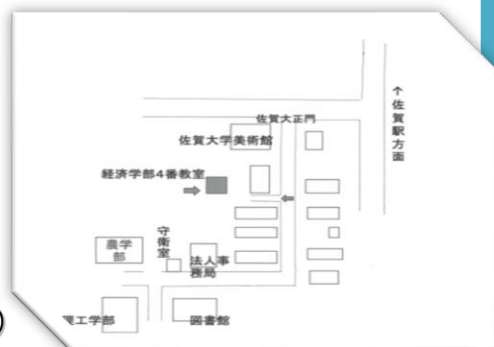 ↑佐賀駅方面
佐賀大正門
佐賀大学美術館
経済学部4番教室
守衛室
農学部
法人事務局
理工学部
図書館